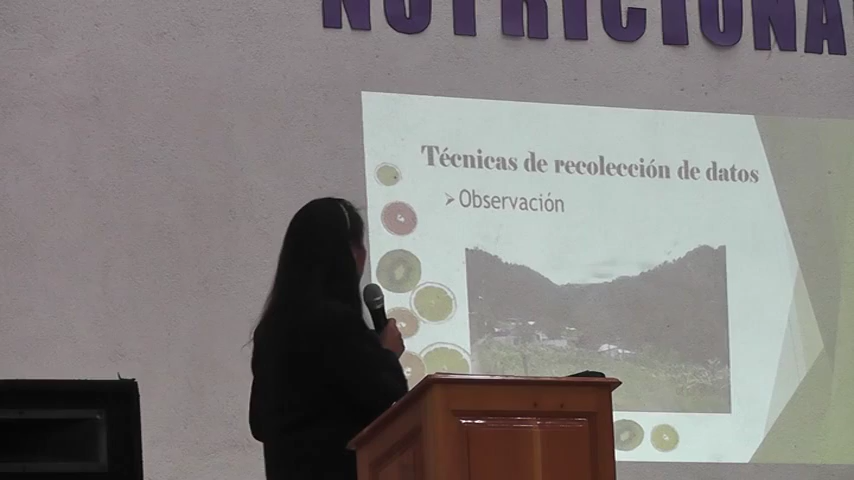 NUTRICIONA
Técnicas de recolección de datos
➢Observación